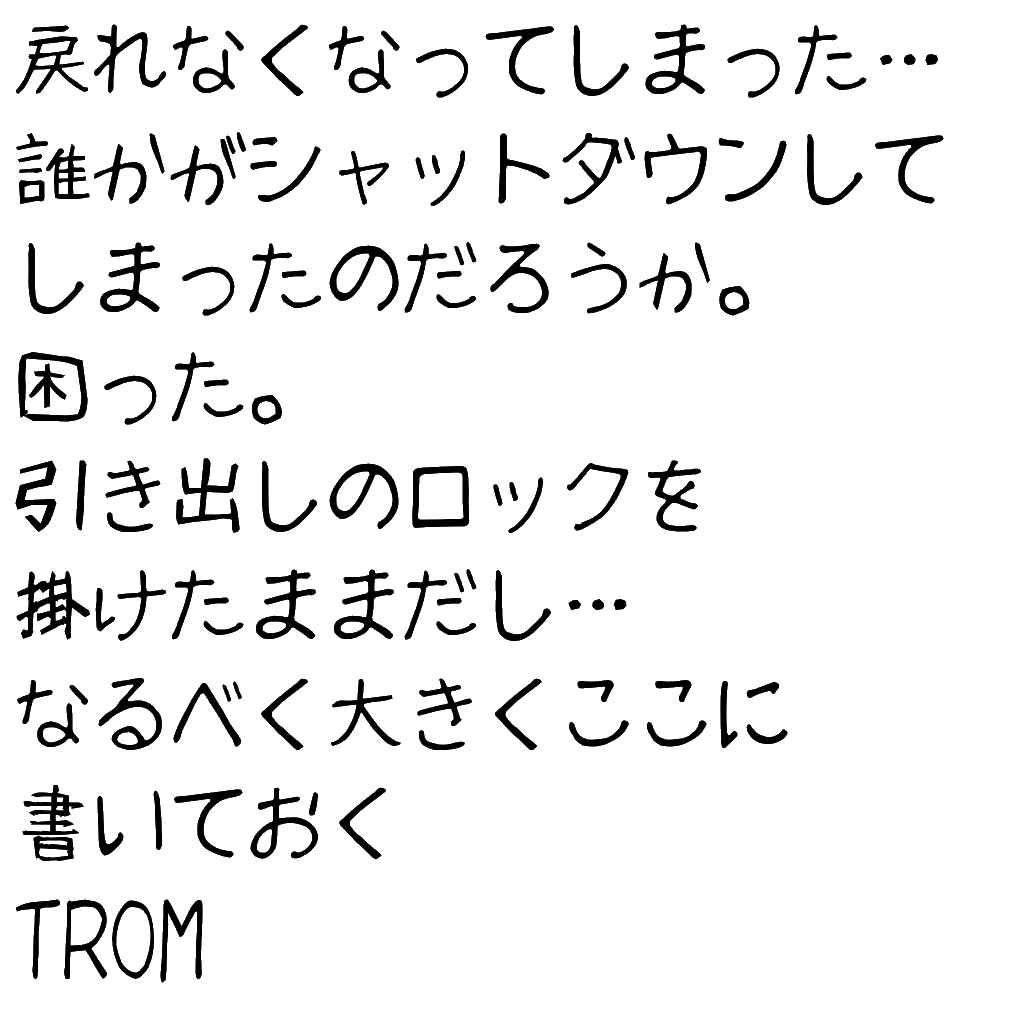 戻れなくなってしまった…
誰かがシャットダウンして
しまったのだろうか。
困った。
引き出しのロックを
掛けたままだし…
なるべく大きくここに
書いておく
TROM